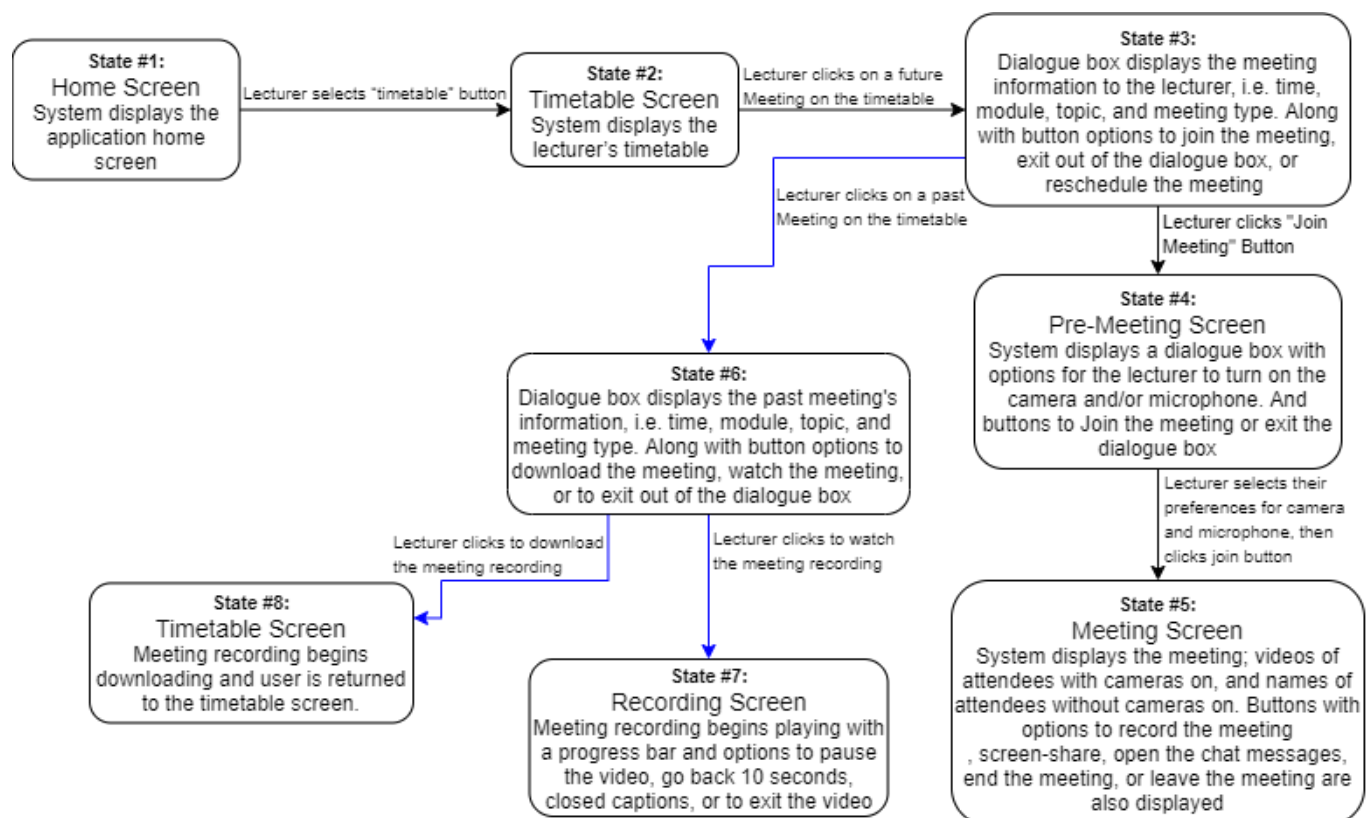 State #1:
Home Screen
System displays the
application home
screen
Lecturer selects "timetable" button
State #2:
Timetable Screen
System displays the
lecturer's timetable
Lecturer clicks on a future
Meeting on the timetable
State #3:
Dialogue box displays the meeting
information to the lecturer, i.e. time,
module, topic, and meeting type. Along
with button options to join the meeting,
exit out of the dialogue box, or
reschedule the meeting
Lecturer clicks on a past
Meeting on the timetable
Lecturer clicks "Join
Meeting" Button
State #4:
Pre-Meeting Screen
System displays a dialogue box with
options for the lecturer to turn on the
camera and/or microphone. And
buttons to Join the meeting or exit the
dialogue box
State #6:
Dialogue box displays the past meeting's
information, i.e. time, module, topic, and
meeting type. Along with button options to
download the meeting, watch the meeting,
or to exit out of the dialogue box
Lecturer selects their
preferences for camera
and microphone, then
clicks join button
Lecturer clicks to download
the meeting recording
Lecturer clicks to watch
the meeting recording
State #8:
Timetable Screen
Meeting recording begins
downloading and user is returned
to the timetable screen.
State #7:
Recording Screen
Meeting recording begins playing with
a progress bar and options to pause
the video, go back 10 seconds,
closed captions, or to exit the video
State #5:
Meeting Screen
System displays the meeting; videos of
attendees with cameras on, and names of
attendees without cameras on. Buttons with
options to record the meeting
, screen-share, open the chat messages,
end the meeting, or leave the meeting are
also displayed